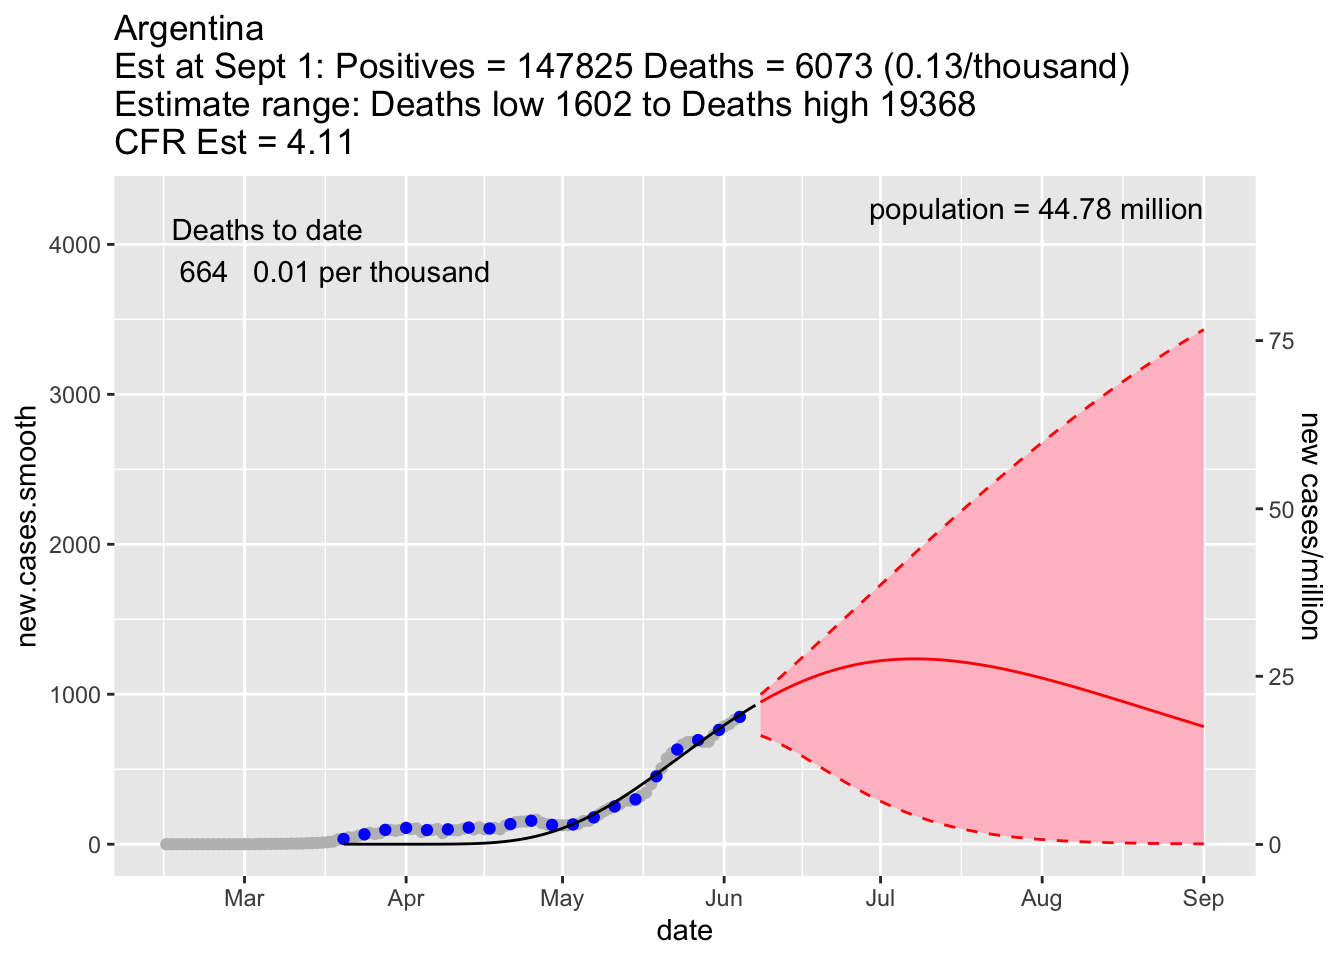 Argentina
Est at Sept 1: Positives = 147825 Deaths = 6073 (0.13/thousand)
Estimate range: Deaths low 1602 to Deaths high 19368
CFR Est = 4.11
population = 44.78 million
Deaths to date
664 0.01 per thousand
4000
3000
2000
1000
0
new.cases.smooth
75
50
25
0
new cases/million
Mar Apr May Jun Jul Aug Sep
date